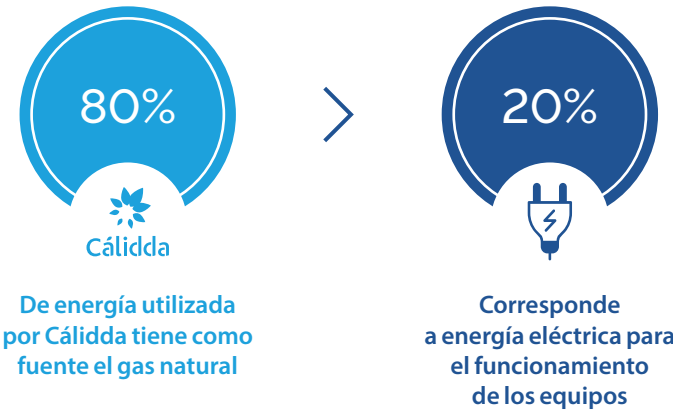 80%
Cálidda
De energía utilizada
por Cálidda tiene como
fuente el gas natural
20%
Corresponde
a energía eléctrica para
el funcionamiento
de los equipos